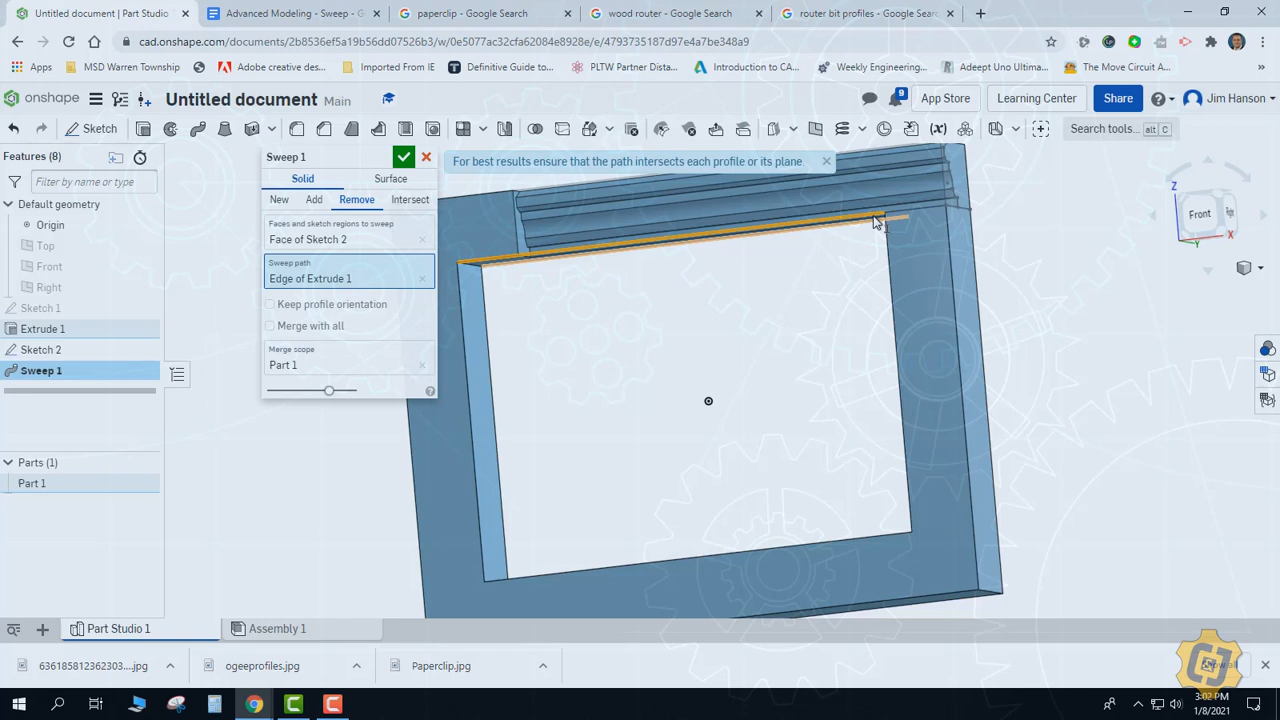 Untitled document | Part Studio T
Advanced Modeling - Sweep - G
paperclip - Google Search
wood router - Google Search
router bit profiles - Google Sear
cad.onshape.com/documents/2b8536ef5a19b56dd07526b3/w/0e5077ac32cfa62084e8928e/e/4793735187d97e4a7be348a9
Apps
MSD Warren Township
Adobe creative des...
Imported From IE
Definitive Guide to...
PLTW Partner Dista...
Introduction to CA...
Weekly Engineering...
Adeept Uno Ultima...
The Move Circuit A...
»
onshape
Untitled document
Main
9
App Store
Learning Center
Share
Jim Hanson
Sketch
(x)
Search tools...
alt C
Features (8)
Filter by name or type
Default geometry
Origin
Top
Front
Right
Sketch 1
Extrude 1
Sketch 2
Sweep 1
Parts (1)
Part 1
Sweep 1
Solid
Surface
New
Add
Remove
Intersect
Faces and sketch regions to sweep
Face of Sketch 2
Sweep path
Edge of Extrude 1
Keep profile orientation
Merge with all
Merge scope
Part 1
For best results ensure that the path intersects each profile or its plane.
Z
Front
X
Y
Part Studio 1
Assembly 1
636185812362303....jpg
ogeeprofiles.jpg
Paperclip.jpg
Show all
3:02 PM
1/8/2021